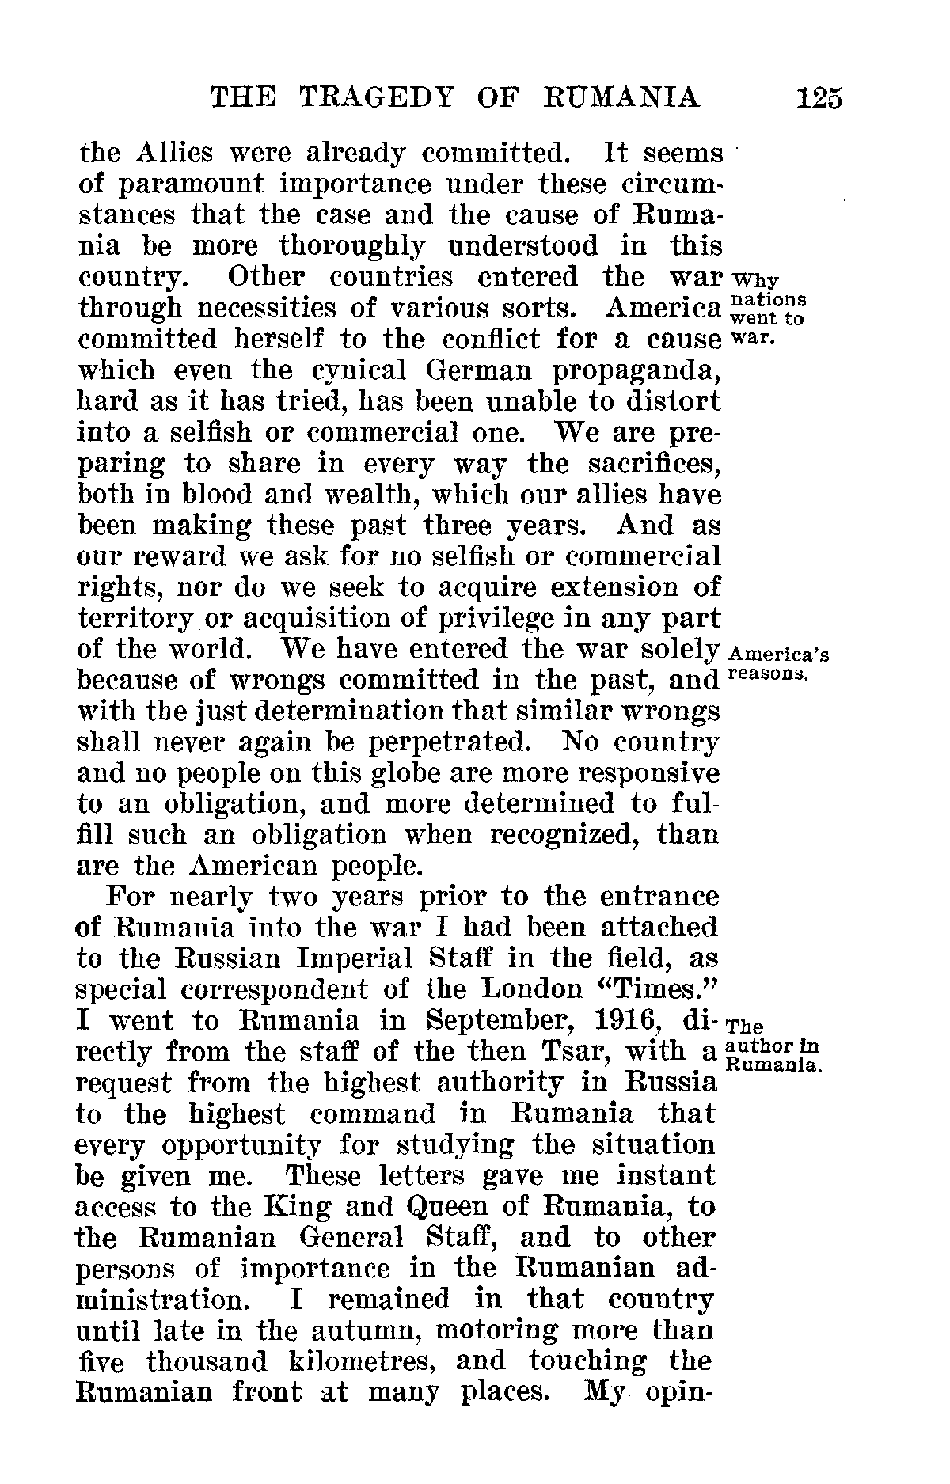 THE TRAGEDY OF RUMANIA 125
the Allies were already committed. It seems
of paramount importance under these circum-
stances that the case and the cause of Ruma-
nia be more thoroughly understood in this
country. Other countries entered the war
through necessities of various sorts. America
committed herself to the conflict for a cause
Why
nations
went to
war.
which even the cynical German propaganda,
hard as it has tried, has been unable to distort
into a selfish or commercial one. We are pre-
paring to share in every way the sacrifices,
both in blood and wealth, which our allies have
been making these past three years. And as
our reward we ask for no selfish or commercial
rights, nor do we seek to acquire extension of
territory or acquisition of privilege in any part
of the world. We have entered the war solely
because of wrongs committed in the past, and
America's
reasons.
with the just determination that similar wrongs
shall never again be perpetrated. No country
and no people on this globe are more responsive
to an obligation, and more determined to ful-
fill such an obligation when recognized, than
are the American people.
For nearly two years prior to the entrance
of Rumania into the war I had been attached
to the Russian Imperial Staff in the field, as
special correspondent of the London “Times.”
I went to Rumania in September, 1916, di-
rectly from the staff of the then Tsar, with a
request from the highest authority in Russia
The
author in
Rumania.
to the highest command in Rumania that
every opportunity for studying the situation
be given me. These letters gave me instant
access to the King and Queen of Rumania, to
the Rumanian General Staff, and to other
persons of importance in the Rumanian ad-
ministration. I remained in that country
until late in the autumn, motoring more than
five thousand kilometres, and touching the
Rumanian front at many places. My opin-